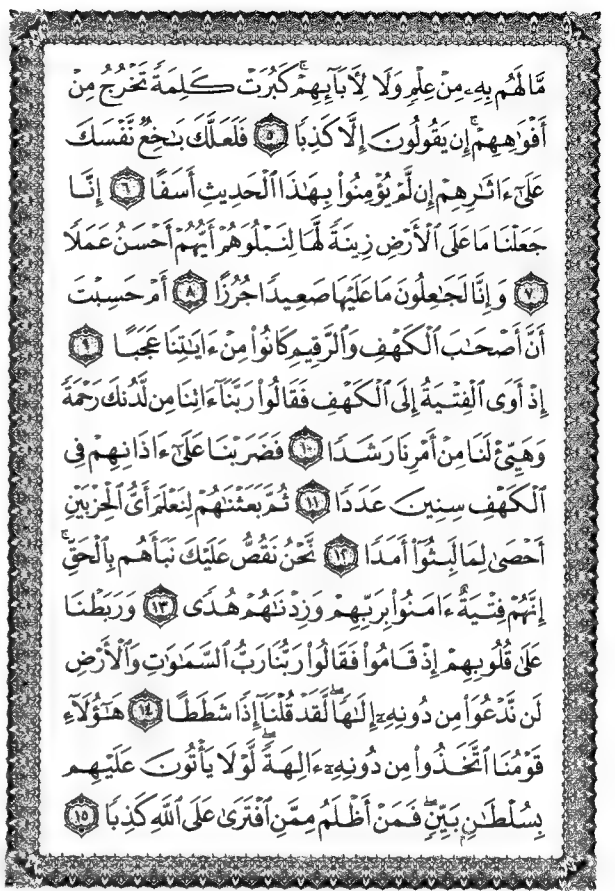 مَّا لَهُم بِهِۦ مِنْ عِلْمٍ وَلَا لِأَبَآئِهِمْ ۚ كَبُرَتْ كَلِمَةً تَخْرُجُ مِنْ
أَفْوَٰهِهِمْ ۚ إِن يَقُولُونَ إِلَّا كَذِبًا ۝٥ فَلَعَلَّكَ بَٰخِعٌ نَّفْسَكَ
عَلَىٰٓ ءَاثَٰرِهِمْ إِن لَّمْ يُؤْمِنُوا۟ بِهَٰذَا ٱلْحَدِيثِ أَسَفًا ۝٦ إِنَّا
جَعَلْنَا مَا عَلَى ٱلْأَرْضِ زِينَةً لَّهَا لِنَبْلُوَهُمْ أَيُّهُمْ أَحْسَنُ عَمَلًا
۝٧ وَإِنَّا لَجَٰعِلُونَ مَا عَلَيْهَا صَعِيدًا جُرُزًا ۝٨ أَمْ حَسِبْتَ
أَنَّ أَصْحَٰبَ ٱلْكَهْفِ وَٱلرَّقِيمِ كَانُوا۟ مِنْ ءَايَٰتِنَا عَجَبًا ۝٩
إِذْ أَوَى ٱلْفِتْيَةُ إِلَى ٱلْكَهْفِ فَقَالُوا۟ رَبَّنَآ ءَاتِنَا مِن لَّدُنكَ رَحْمَةً
وَهَيِّئْ لَنَا مِنْ أَمْرِنَا رَشَدًا ۝١٠ فَضَرَبْنَا عَلَىٰٓ ءَاذَانِهِمْ فِى
ٱلْكَهْفِ سِنِينَ عَدَدًا ۝١١ ثُمَّ بَعَثْنَٰهُمْ لِنَعْلَمَ أَىُّ ٱلْحِزْبَيْنِ
أَحْصَىٰ لِمَا لَبِثُوٓا۟ أَمَدًا ۝١٢ نَّحْنُ نَقُصُّ عَلَيْكَ نَبَأَهُم بِٱلْحَقِّ ۚ
إِنَّهُمْ فِتْيَةٌ ءَامَنُوا۟ بِرَبِّهِمْ وَزِدْنَٰهُمْ هُدًى ۝١٣ وَرَبَطْنَا
عَلَىٰ قُلُوبِهِمْ إِذْ قَامُوا۟ فَقَالُوا۟ رَبُّنَا رَبُّ ٱلسَّمَٰوَٰتِ وَٱلْأَرْضِ
لَن نَّدْعُوَا۟ مِن دُونِهِۦٓ إِلَٰهًا ۖ لَّقَدْ قُلْنَآ إِذًا شَطَطًا ۝١٤ هَٰٓؤُلَآءِ
قَوْمُنَا ٱتَّخَذُوا۟ مِن دُونِهِۦٓ ءَالِهَةً ۖ لَّوْلَا يَأْتُونَ عَلَيْهِم
بِسُلْطَٰنٍۭ بَيِّنٍ ۖ فَمَنْ أَظْلَمُ مِمَّنِ ٱفْتَرَىٰ عَلَى ٱللَّهِ كَذِبًا ۝١٥